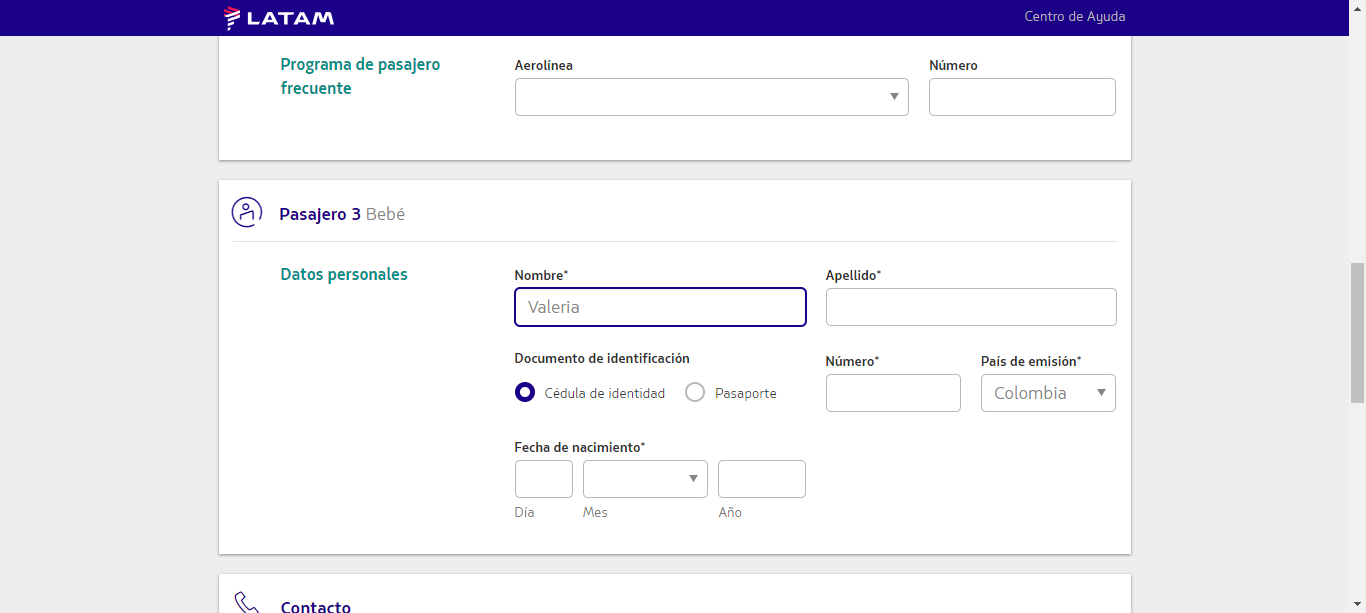 LATAM
Centro de Ayuda
Programa de pasajero
frecuente
Aerolínea
Número
Pasajero 3 Bebé
Datos personales
Nombre*
Apellido*
Valeria
Documento de identificación
Número*
País de emisión*
Cédula de identidad
Pasaporte
Colombia
Fecha de nacimiento*
Día
Mes
Año
Contacto